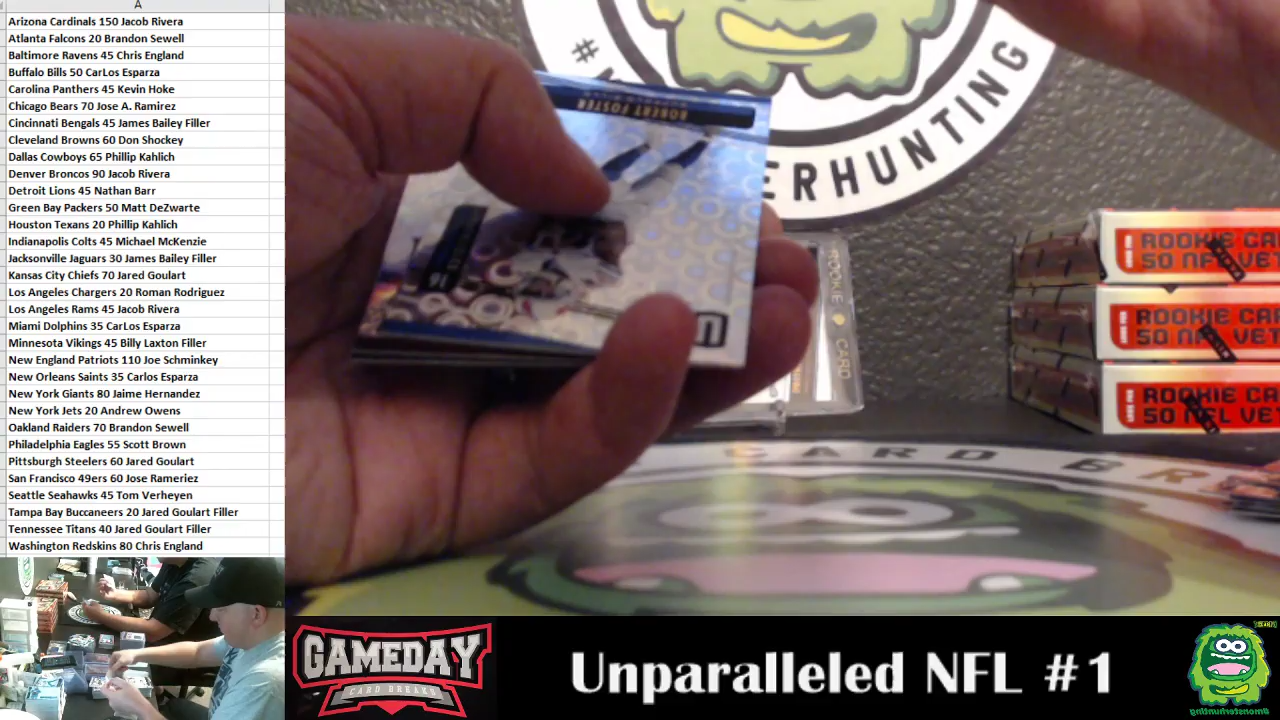 A
Arizona Cardinals 150 Jacob Rivera
Atlanta Falcons 20 Brandon Sewell
Baltimore Ravens 45 Chris England
Buffalo Bills 50 CarLos Esparza
Carolina Panthers 45 Kevin Hoke
Chicago Bears 70 Jose A. Ramirez
Cincinnati Bengals 45 James Bailey Filler
Cleveland Browns 60 Don Shockey
Dallas Cowboys 65 Phillip Kahlich
Denver Broncos 90 Jacob Rivera
Detroit Lions 45 Nathan Barr
Green Bay Packers 50 Matt DeZwarte
Houston Texans 20 Phillip Kahlich
Indianapolis Colts 45 Michael McKenzie
Jacksonville Jaguars 30 James Bailey Filler
Kansas City Chiefs 70 Jared Goulart
Los Angeles Chargers 20 Roman Rodriguez
Los Angeles Rams 45 Jacob Rivera
Miami Dolphins 35 CarLos Esparza
Minnesota Vikings 45 Billy Laxton Filler
New England Patriots 110 Joe Schminkey
New Orleans Saints 35 Carlos Esparza
New York Giants 80 Jaime Hernandez
New York Jets 20 Andrew Owens
Oakland Raiders 70 Brandon Sewell
Philadelphia Eagles 55 Scott Brown
Pittsburgh Steelers 60 Jared Goulart
San Francisco 49ers 60 Jose Rameriez
Seattle Seahawks 45 Tom Verheyen
Tampa Bay Buccaneers 20 Jared Goulart Filler
Tennessee Titans 40 Jared Goulart Filler
Washington Redskins 80 Chris England
ROBERT FOSTER
BUFFALO BILLS
U
#
ERHUNTING
ROOKIE CARD
ROOKIE CA
50 NFL VET
ROOKIE CA
50 NFL VET
ROOKIE CA
50 NFL VE
CARD BR
GAMEDAY
CARD BREAKS
Unparalleled NFL #1
#monsterhunting